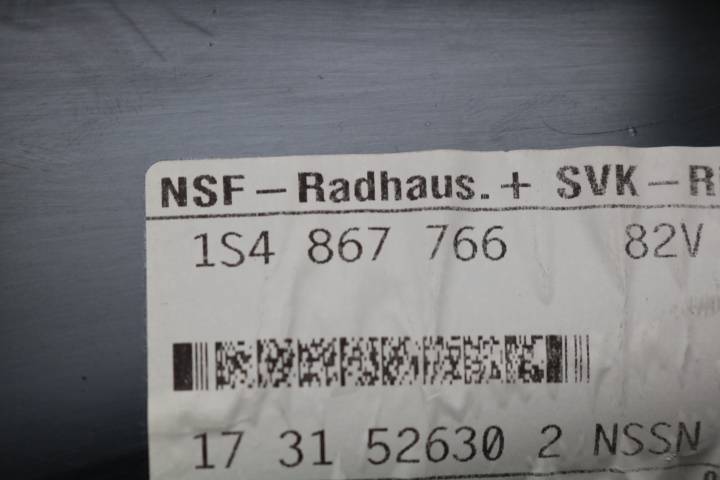 NSF - Radhaus. + SVK - R
1S4 867 766 82V
17 31 52630 2 NSSN